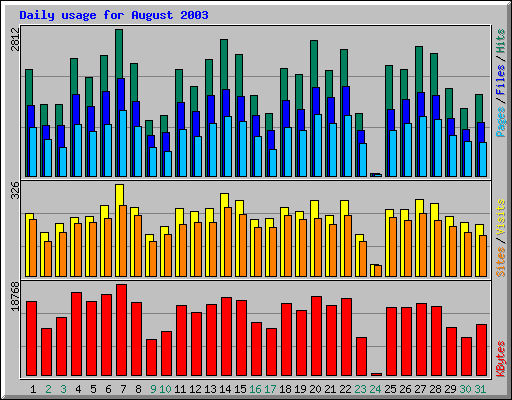 Daily usage for August 2003
2812
Pages / Files / Hits
326
Sites / Visits
18768
KBytes
1 2 3 4 5 6 7 8 9 10 11 12 13 14 15 16 17 18 19 20 21 22 23 24 25 26 27 28 29 30 31